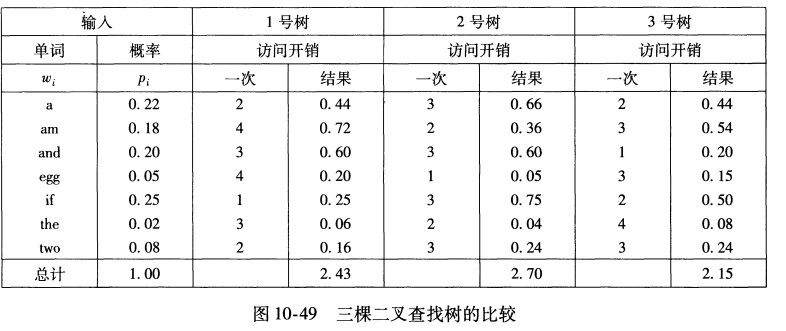 输入 1号树 2号树 3号树
单词 概率 访问开销 访问开销 访问开销
wi pi 一次 结果 一次 结果 一次 结果
a 0.22 2 0.44 3 0.66 2 0.44
am 0.18 4 0.72 2 0.36 3 0.54
and 0.20 3 0.60 3 0.60 1 0.20
egg 0.05 4 0.20 1 0.05 3 0.15
if 0.25 1 0.25 3 0.75 2 0.50
the 0.02 3 0.06 2 0.04 4 0.08
two 0.08 2 0.16 3 0.24 3 0.24
总计 1.00 2.43 2.70 2.15
图10-49 三棵二叉查找树的比较